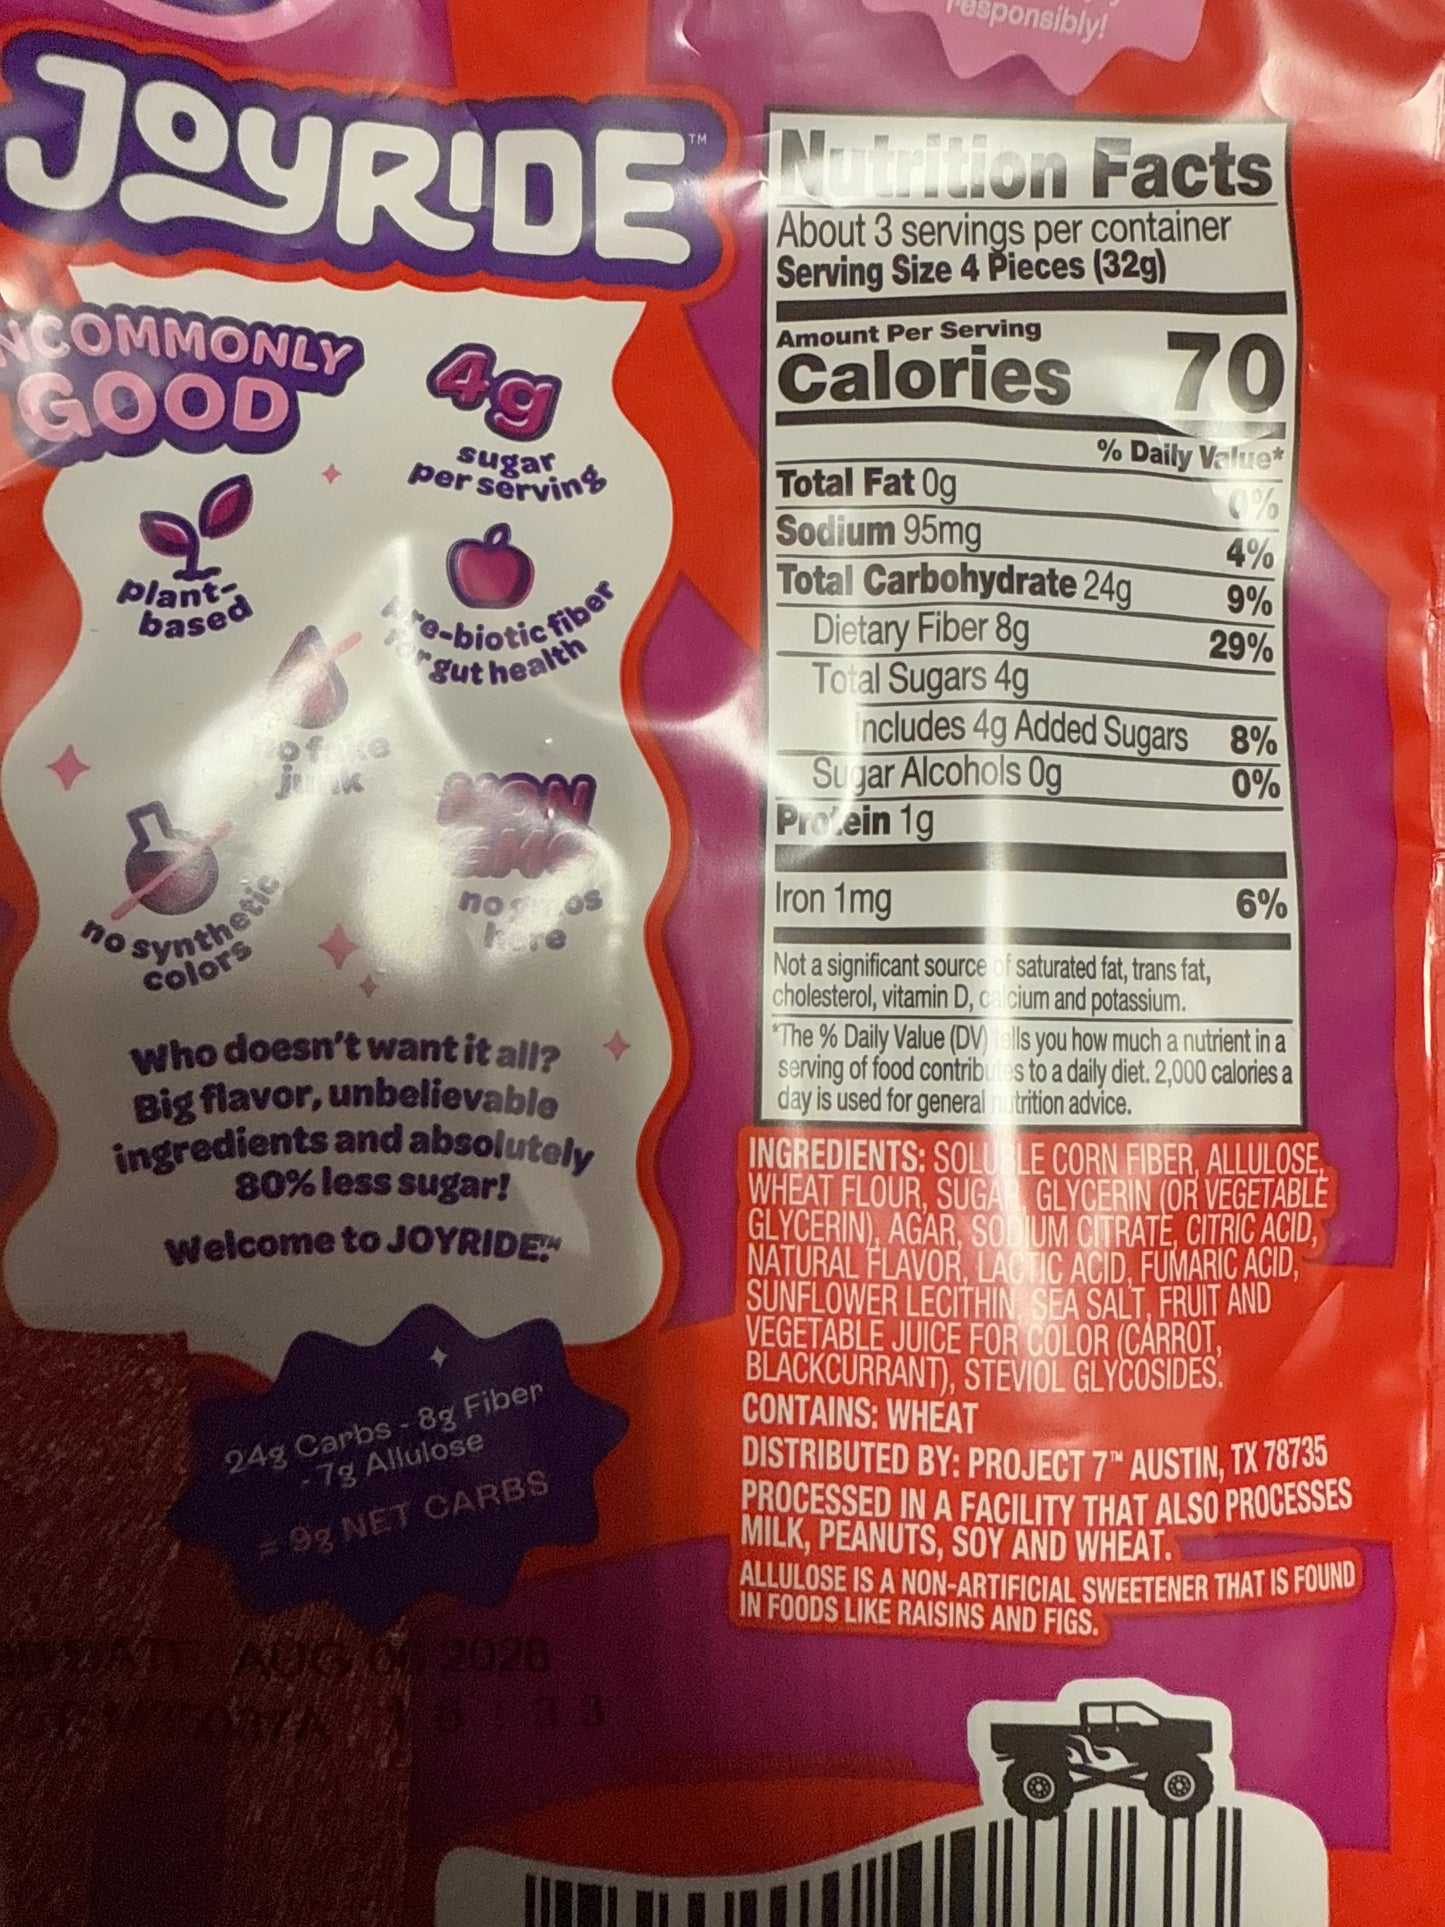 responsibly!
JOYRIDE™
UNCOMMONLY
GOOD
4g
sugar
per serving
plant-
based
pre-biotic fiber
for gut health
no fake
junk
NON
GMO
no gmos
here
no synthetic
colors
Who doesn't want it all?
Big flavor, unbelievable
ingredients and absolutely
80% less sugar!
Welcome to JOYRIDE™
24g Carbs - 8g Fiber
- 7g Allulose
= 9g NET CARBS
AUG 06 2026
Nutrition Facts
About 3 servings per container
Serving Size 4 Pieces (32g)
Amount Per Serving
Calories 70
% Daily Value*
Total Fat 0g 0%
Sodium 95mg 4%
Total Carbohydrate 24g 9%
Dietary Fiber 8g 29%
Total Sugars 4g
Includes 4g Added Sugars 8%
Sugar Alcohols 0g 0%
Protein 1g
Iron 1mg 6%
Not a significant source of saturated fat, trans fat,
cholesterol, vitamin D, calcium and potassium.
*The % Daily Value (DV) tells you how much a nutrient in a
serving of food contributes to a daily diet. 2,000 calories a
day is used for general nutrition advice.
INGREDIENTS: SOLUBLE CORN FIBER, ALLULOSE,
WHEAT FLOUR, SUGAR, GLYCERIN (OR VEGETABLE
GLYCERIN), AGAR, SODIUM CITRATE, CITRIC ACID,
NATURAL FLAVOR, LACTIC ACID, FUMARIC ACID,
SUNFLOWER LECITHIN, SEA SALT, FRUIT AND
VEGETABLE JUICE FOR COLOR (CARROT,
BLACKCURRANT), STEVIOL GLYCOSIDES.
CONTAINS: WHEAT
DISTRIBUTED BY: PROJECT 7™ AUSTIN, TX 78735
PROCESSED IN A FACILITY THAT ALSO PROCESSES
MILK, PEANUTS, SOY AND WHEAT.
ALLULOSE IS A NON-ARTIFICIAL SWEETENER THAT IS FOUND
IN FOODS LIKE RAISINS AND FIGS.